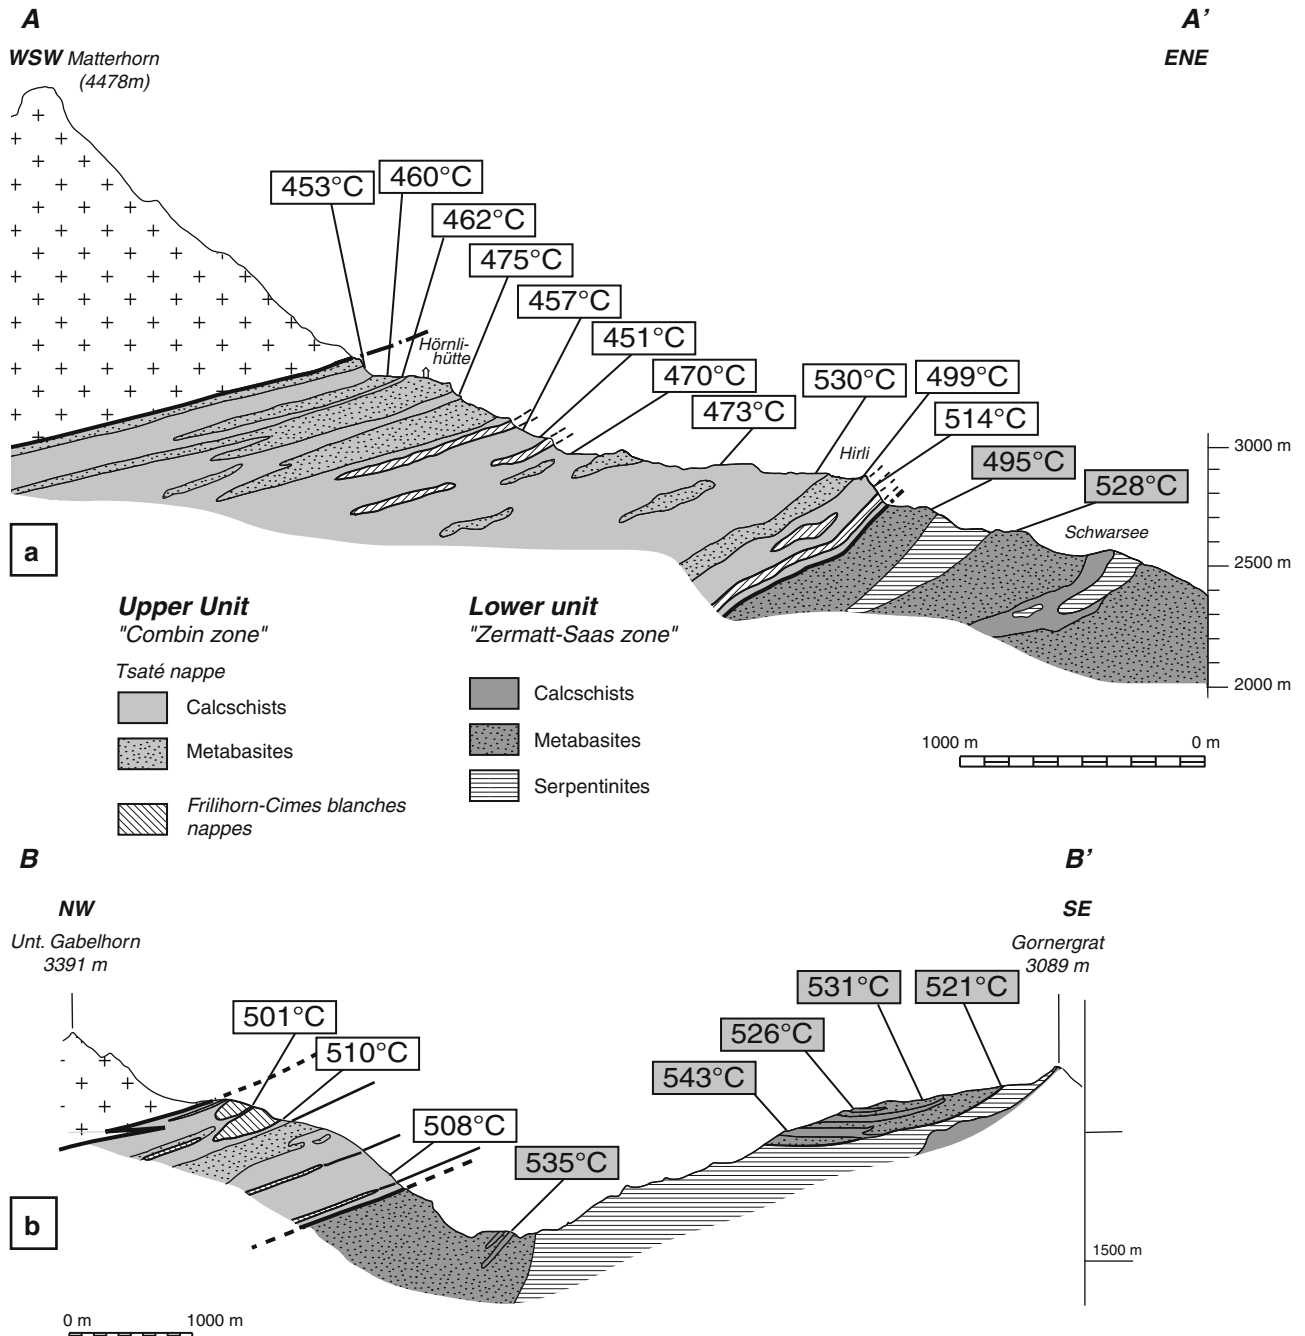 A
A'
WSW Matterhorn
(4478m)
ENE
453°C
460°C
462°C
475°C
457°C
451°C
470°C
473°C
530°C
499°C
514°C
495°C
528°C
Hörnli-
hütte
Hirli
Schwarsee
3000 m
2500 m
2000 m
a
Upper Unit
"Combin zone"
Tsaté nappe
Calcschists
Metabasites
Frilihorn-Cimes blanches
nappes
Lower unit
"Zermatt-Saas zone"
Calcschists
Metabasites
Serpentinites
1000 m
0 m
B
B'
NW
SE
Unt. Gabelhorn
3391 m
Gornergrat
3089 m
501°C
510°C
508°C
535°C
543°C
526°C
531°C
521°C
b
1500 m
0 m
1000 m